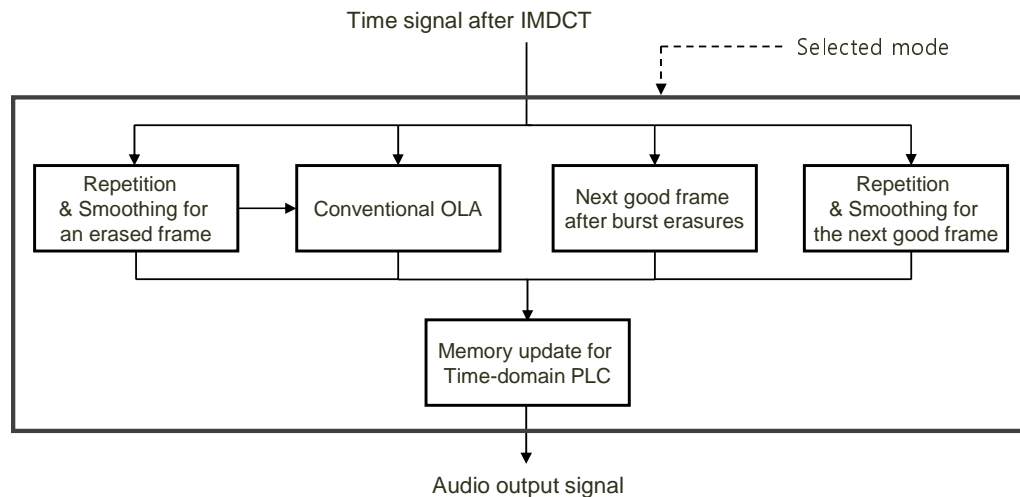 Time signal after IMDCT
Selected mode
Repetition
& Smoothing for
an erased frame
Conventional OLA
Next good frame
after burst erasures
Repetition
& Smoothing for
the next good frame
Memory update for
Time-domain PLC
Audio output signal